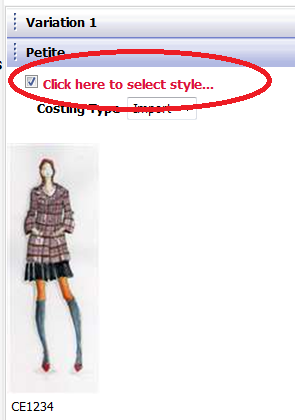 Variation 1
Petite
Click here to select style...
Costing Type Import
CE1234